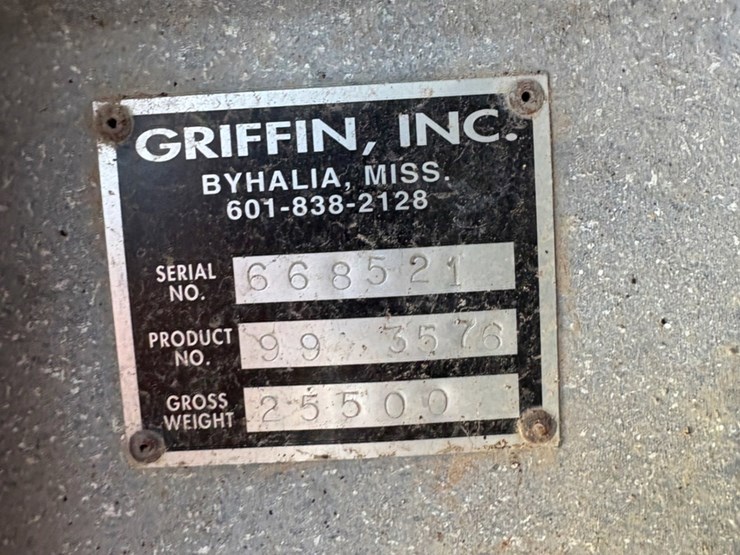 GRIFFIN, INC.
BYHALIA, MISS.
601-838-2128
SERIAL NO. 668521
PRODUCT NO. 99 3576
GROSS WEIGHT 25500